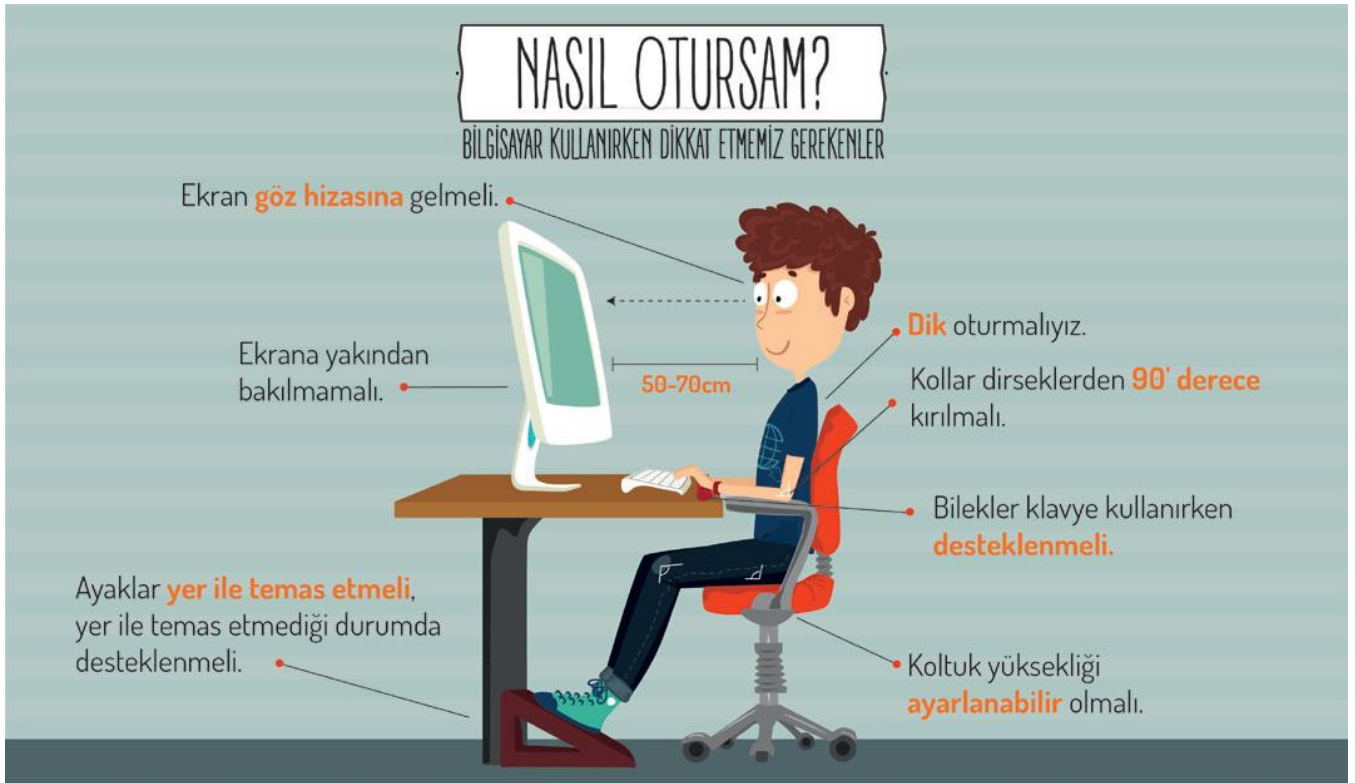 NASIL OTURSAM?
BİLGİSAYAR KULLANIRKEN DİKKAT ETMEMİZ GEREKENLER
Ekran göz hizasına gelmeli.
Ekrana yakından
bakılmamalı.
50-70cm
Dik oturmalıyız.
Kollar dirseklerden 90' derece
kırılmalı.
Bilekler klavye kullanırken
desteklenmeli.
Ayaklar yer ile temas etmeli,
yer ile temas etmediği durumda
desteklenmeli.
Koltuk yüksekliği
ayarlanabilir olmalı.